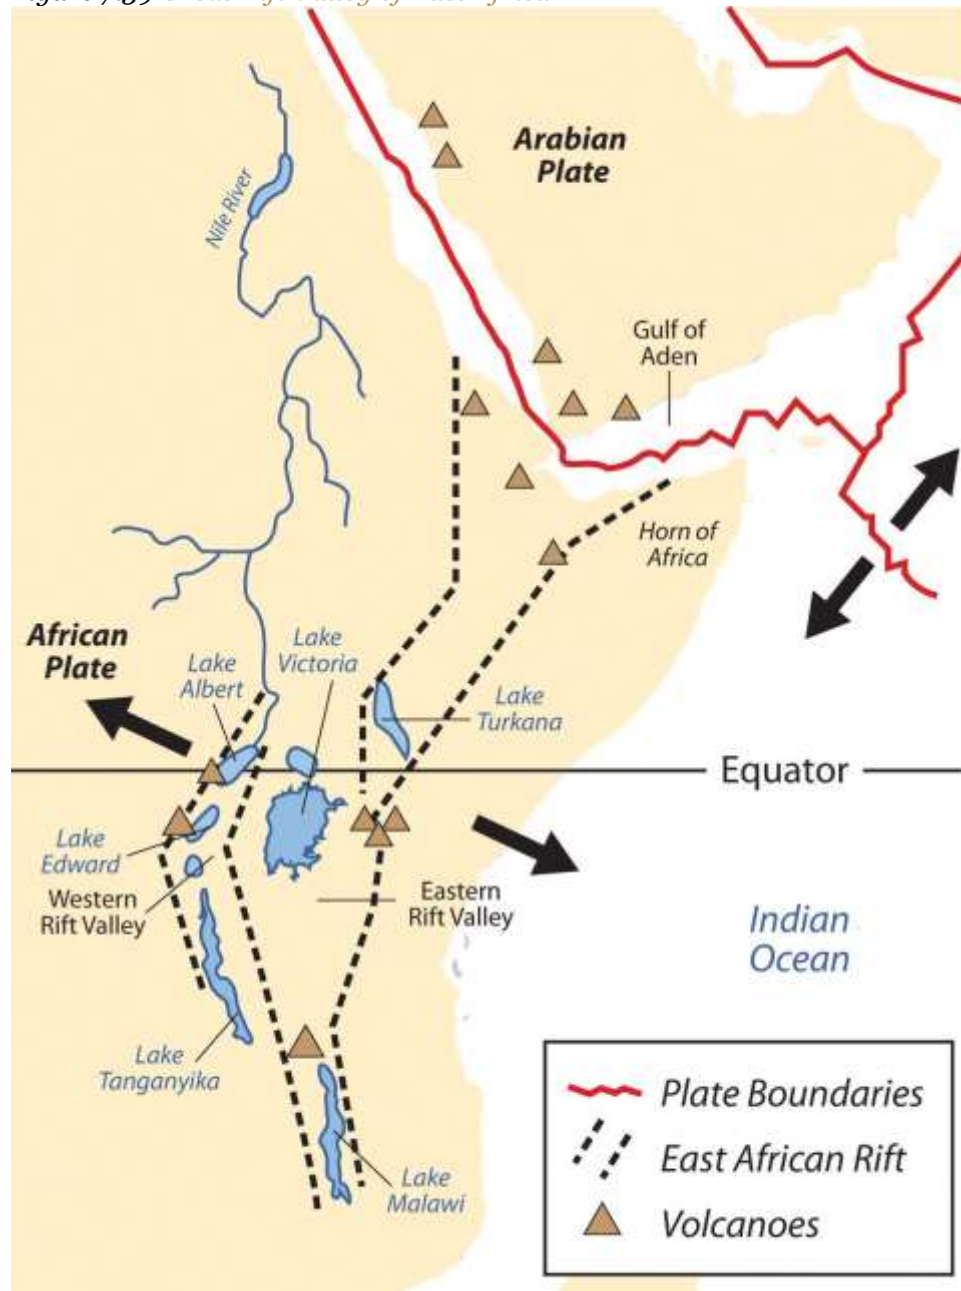 Arabian
Plate
Nile River
Gulf of
Aden
Horn of
Africa
African
Plate
Lake
Victoria
Lake
Albert
Lake
Turkana
Equator
Lake
Edward
Western
Rift Valley
Eastern
Rift Valley
Indian
Ocean
Lake
Tanganyika
Lake
Malawi
Plate Boundaries
East African Rift
Volcanoes